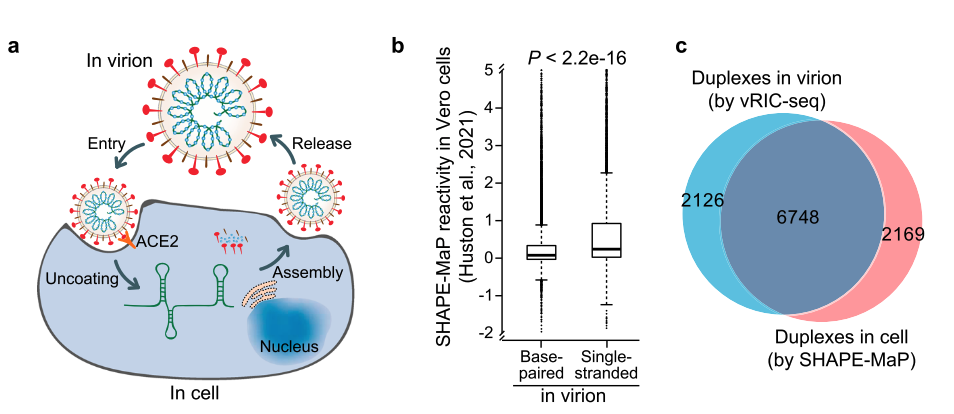 a
In virion
Entry
Release
ACE2
Uncoating
Assembly
Nucleus
In cell
b
SHAPE-MaP reactivity in Vero cells
(Huston et al., 2021)
P < 2.2e-16
5
3
2
1
0
-1
-2
Base-
paired
Single-
stranded
in virion
c
Duplexes in virion
(by vRIC-seq)
2126
6748
2169
Duplexes in cell
(by SHAPE-MaP)